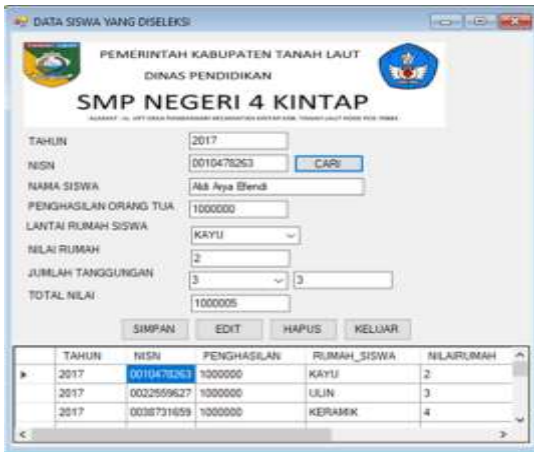 DATA SISWA YANG DISELEKSI
PEMERINTAH KABUPATEN TANAH LAUT
DINAS PENDIDIKAN
SMP NEGERI 4 KINTAP
TAHUN 2017
NISN 0010478263 CARI
NAMA SISWA Aldi Arya Efendi
PENGHASILAN ORANG TUA 1000000
LANTAI RUMAH SISWA KAYU
NILAI RUMAH 2
JUMLAH TANGGUNGAN 3 3
TOTAL NILAI 1000005
SIMPAN EDIT HAPUS KELUAR
TAHUN NISN PENGHASILAN RUMAH_SISWA NILAIRUMAH
2017 0010478263 1000000 KAYU 2
2017 0022559627 1000000 ULIN 3
2017 0038731659 1000000 KERAMIK 4